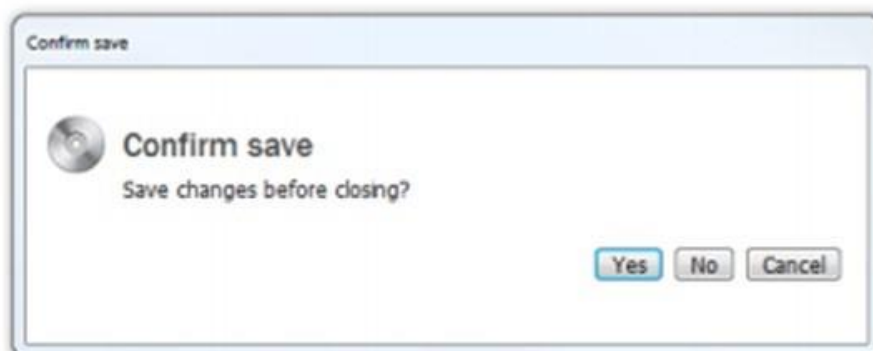 Confirm save
Confirm save
Save changes before closing?
Yes No Cancel